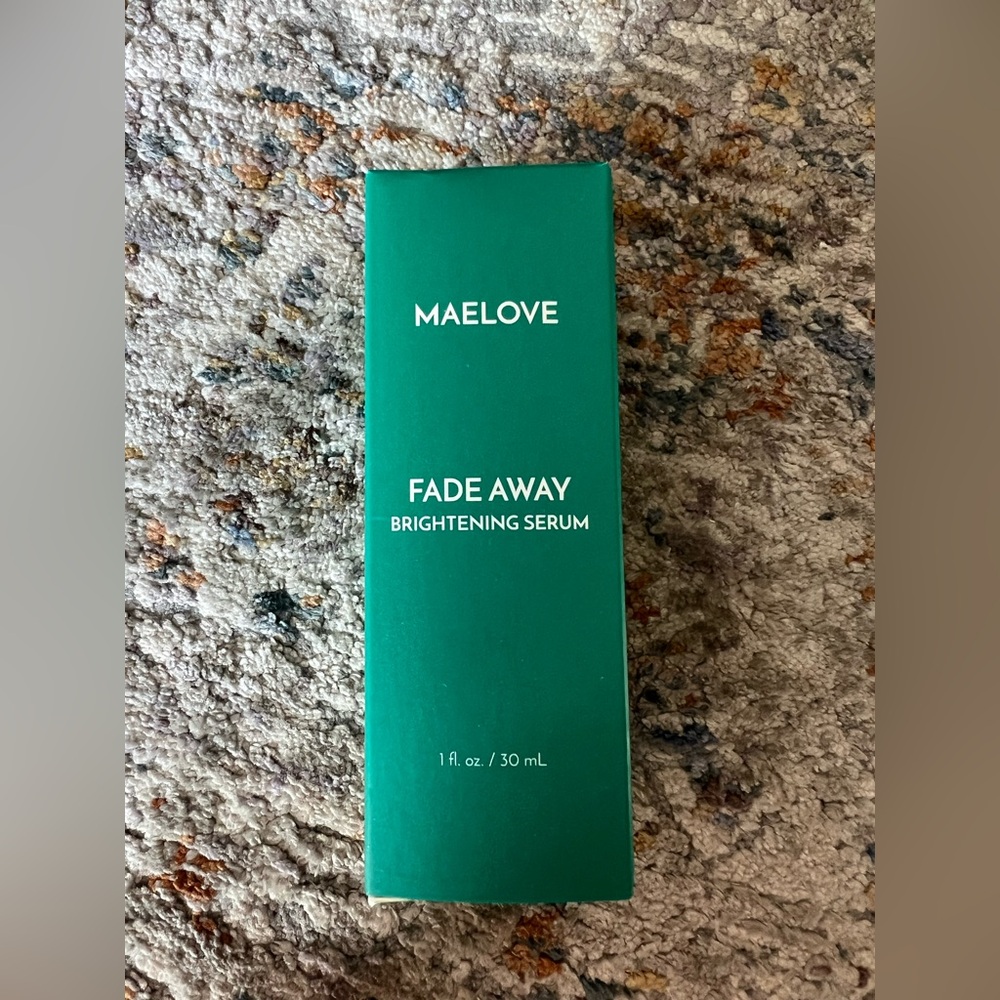 MAELOVE
FADE AWAY
BRIGHTENING SERUM
1 fl. oz. / 30 mL